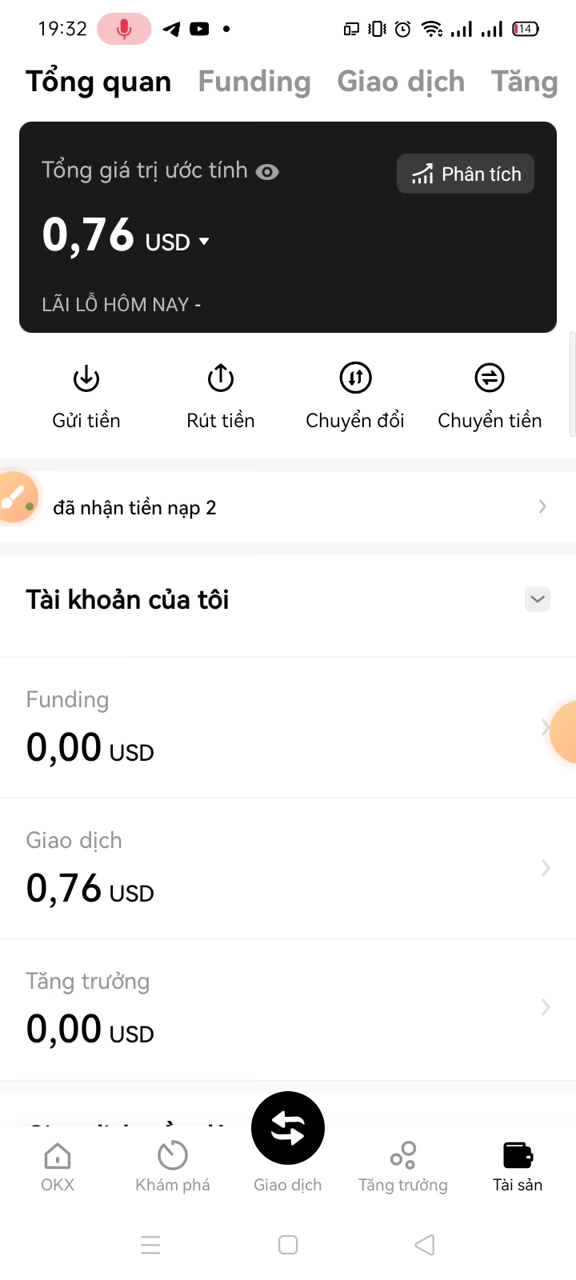 19:32
14
Tổng quan Funding Giao dịch Tăng
Tổng giá trị ước tính
Phân tích
0,76 USD
LÃI LỖ HÔM NAY -
Gửi tiền Rút tiền Chuyển đổi Chuyển tiền
đã nhận tiền nạp 2
Tài khoản của tôi
Funding
0,00 USD
Giao dịch
0,76 USD
Tăng trưởng
0,00 USD
OKX Khám phá Giao dịch Tăng trưởng Tài sản